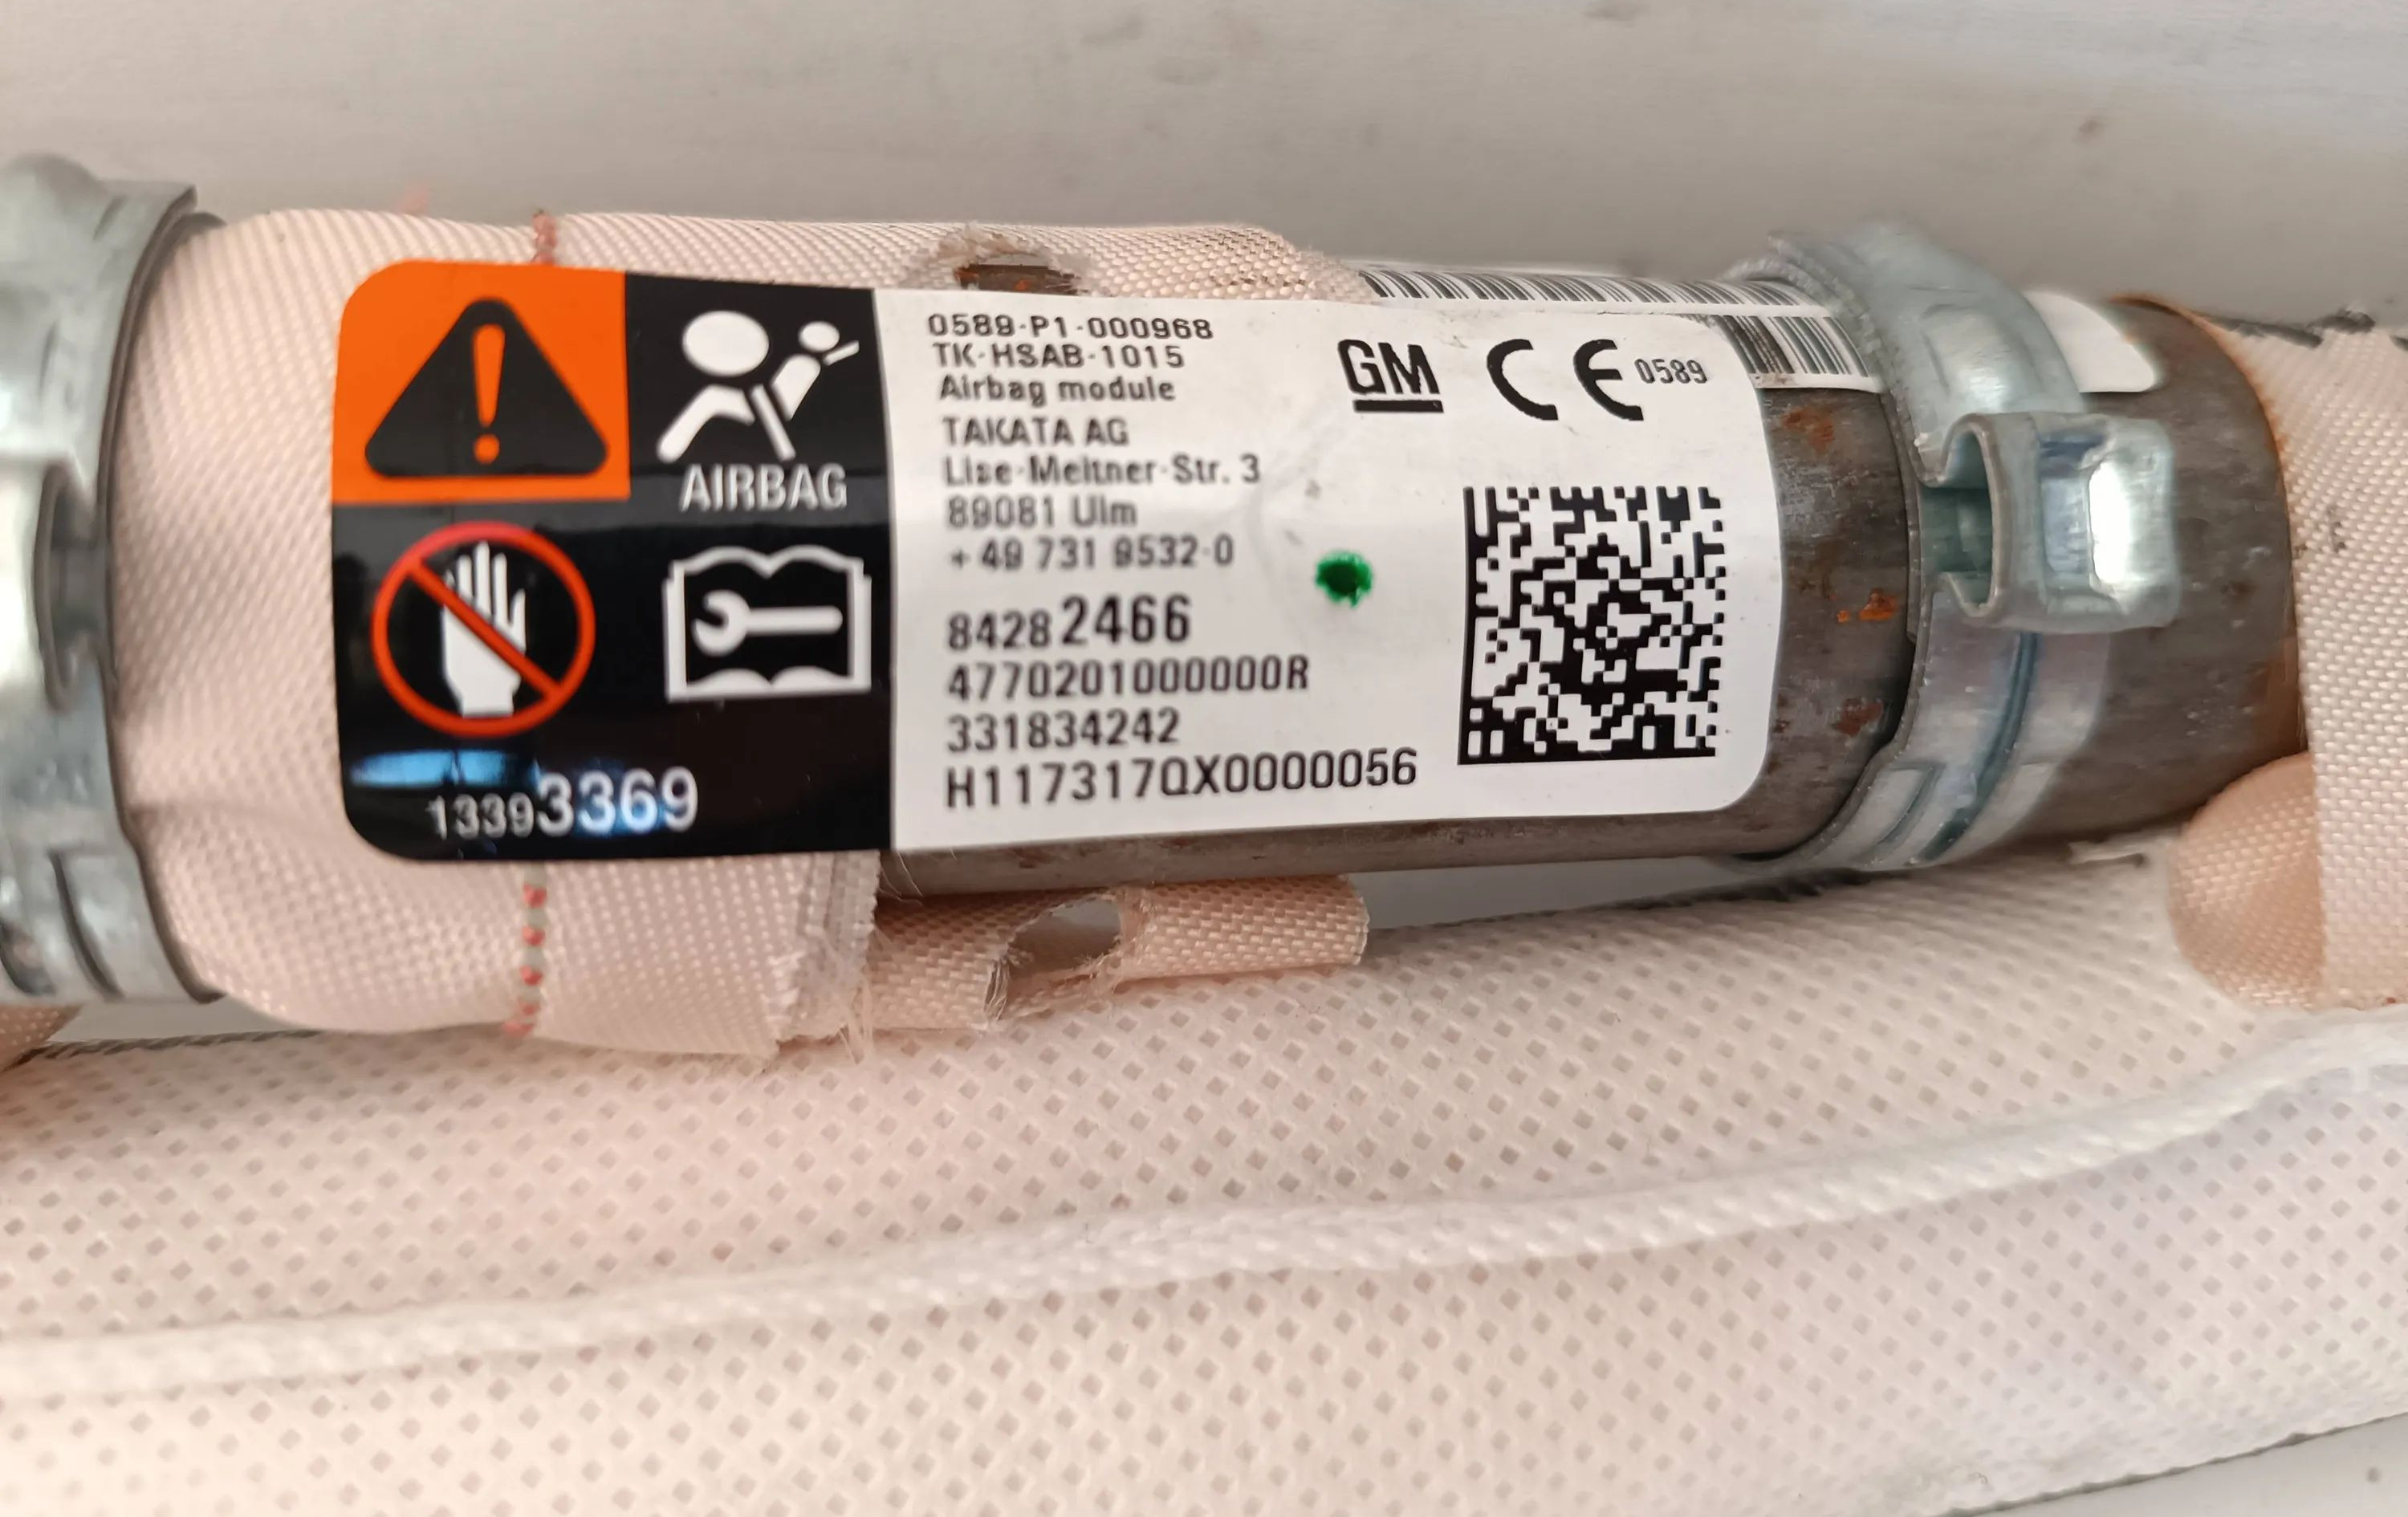 AIRBAG
13393369
0589-P1-000968
TK-HSAB-1015
Airbag module
TAKATA AG
Lise-Meitner-Str. 3
89081 Ulm
+49 731 9532-0
84282466
4770201000000R
331834242
H117317QX0000056
GM
CE 0589